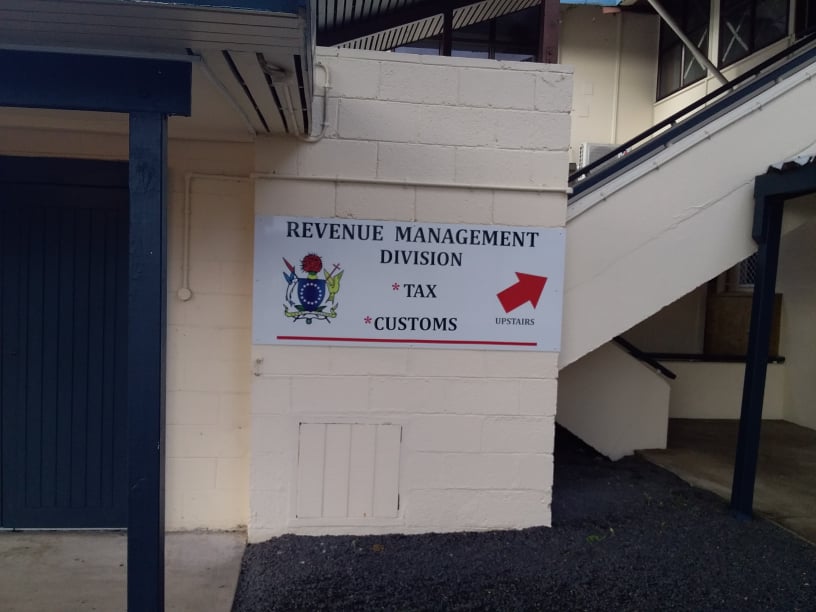 REVENUE MANAGEMENT
DIVISION
*TAX
*CUSTOMS
UPSTAIRS